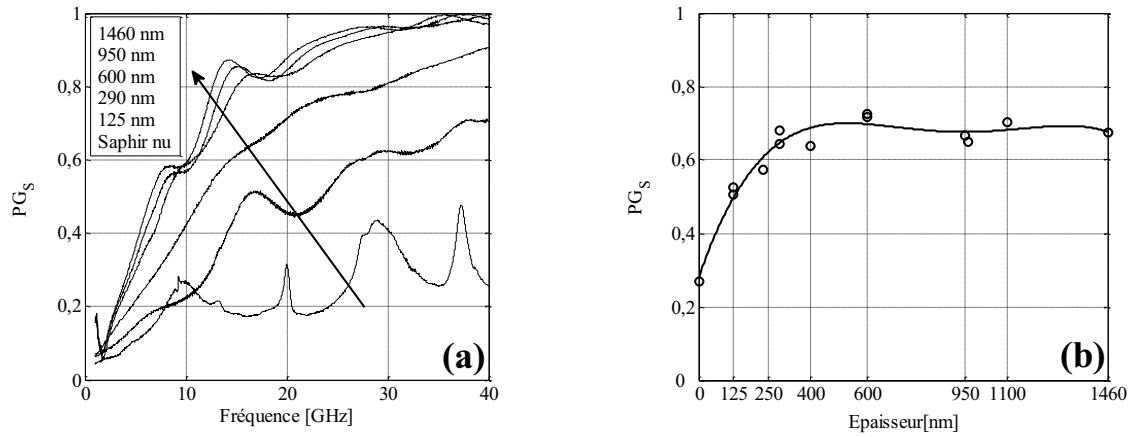 1460 nm
950 nm
600 nm
290 nm
125 nm
Saphir nu
PG_S
1
0,8
0,6
0,4
0,2
0
0 10 20 30 40
Fréquence [GHz]
(a)
PG_S
1
0,8
0,6
0,4
0,2
0
0 125 250 400 600 950 1100 1460
Epaisseur[nm]
(b)